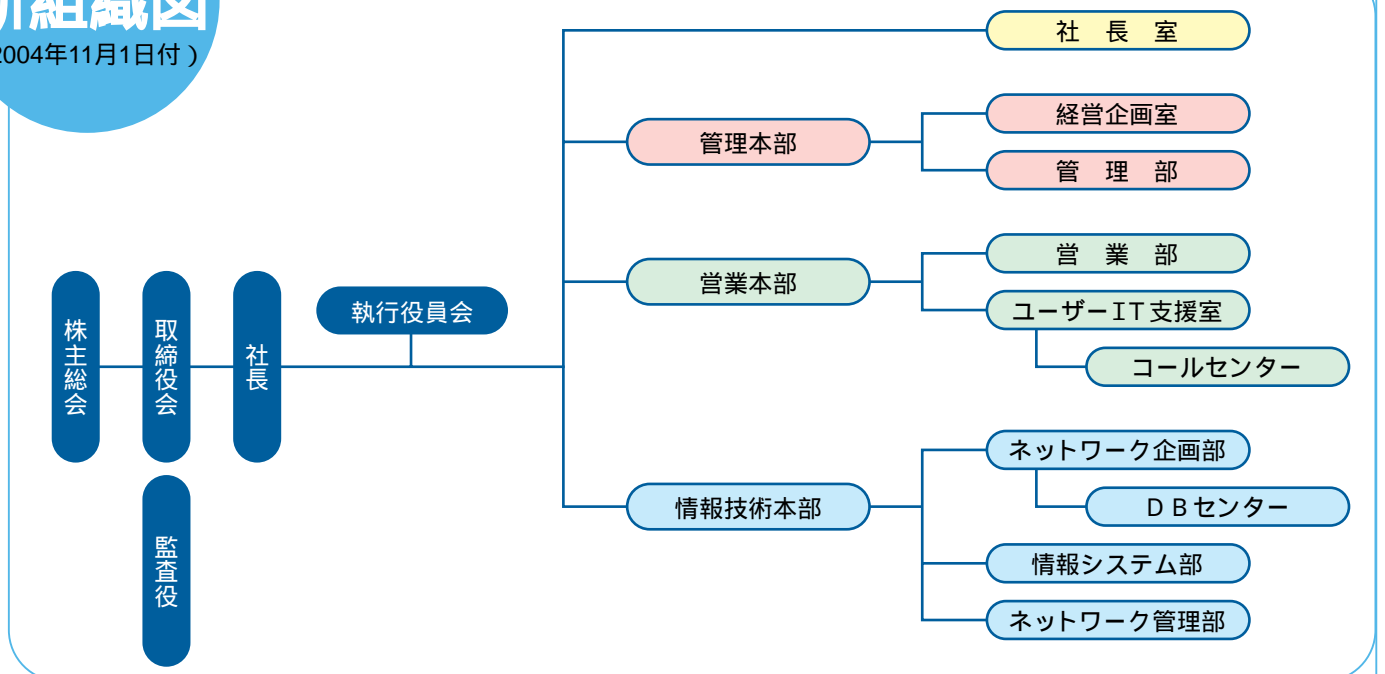 新組織図
2004年11月1日付）
社長室
経営企画室
管理本部
管理部
営業部
営業本部
ユーザーIT支援室
コールセンター
執行役員会
株主総会
取締役会
社長
監査役
ネットワーク企画部
DBセンター
情報技術本部
情報システム部
ネットワーク管理部